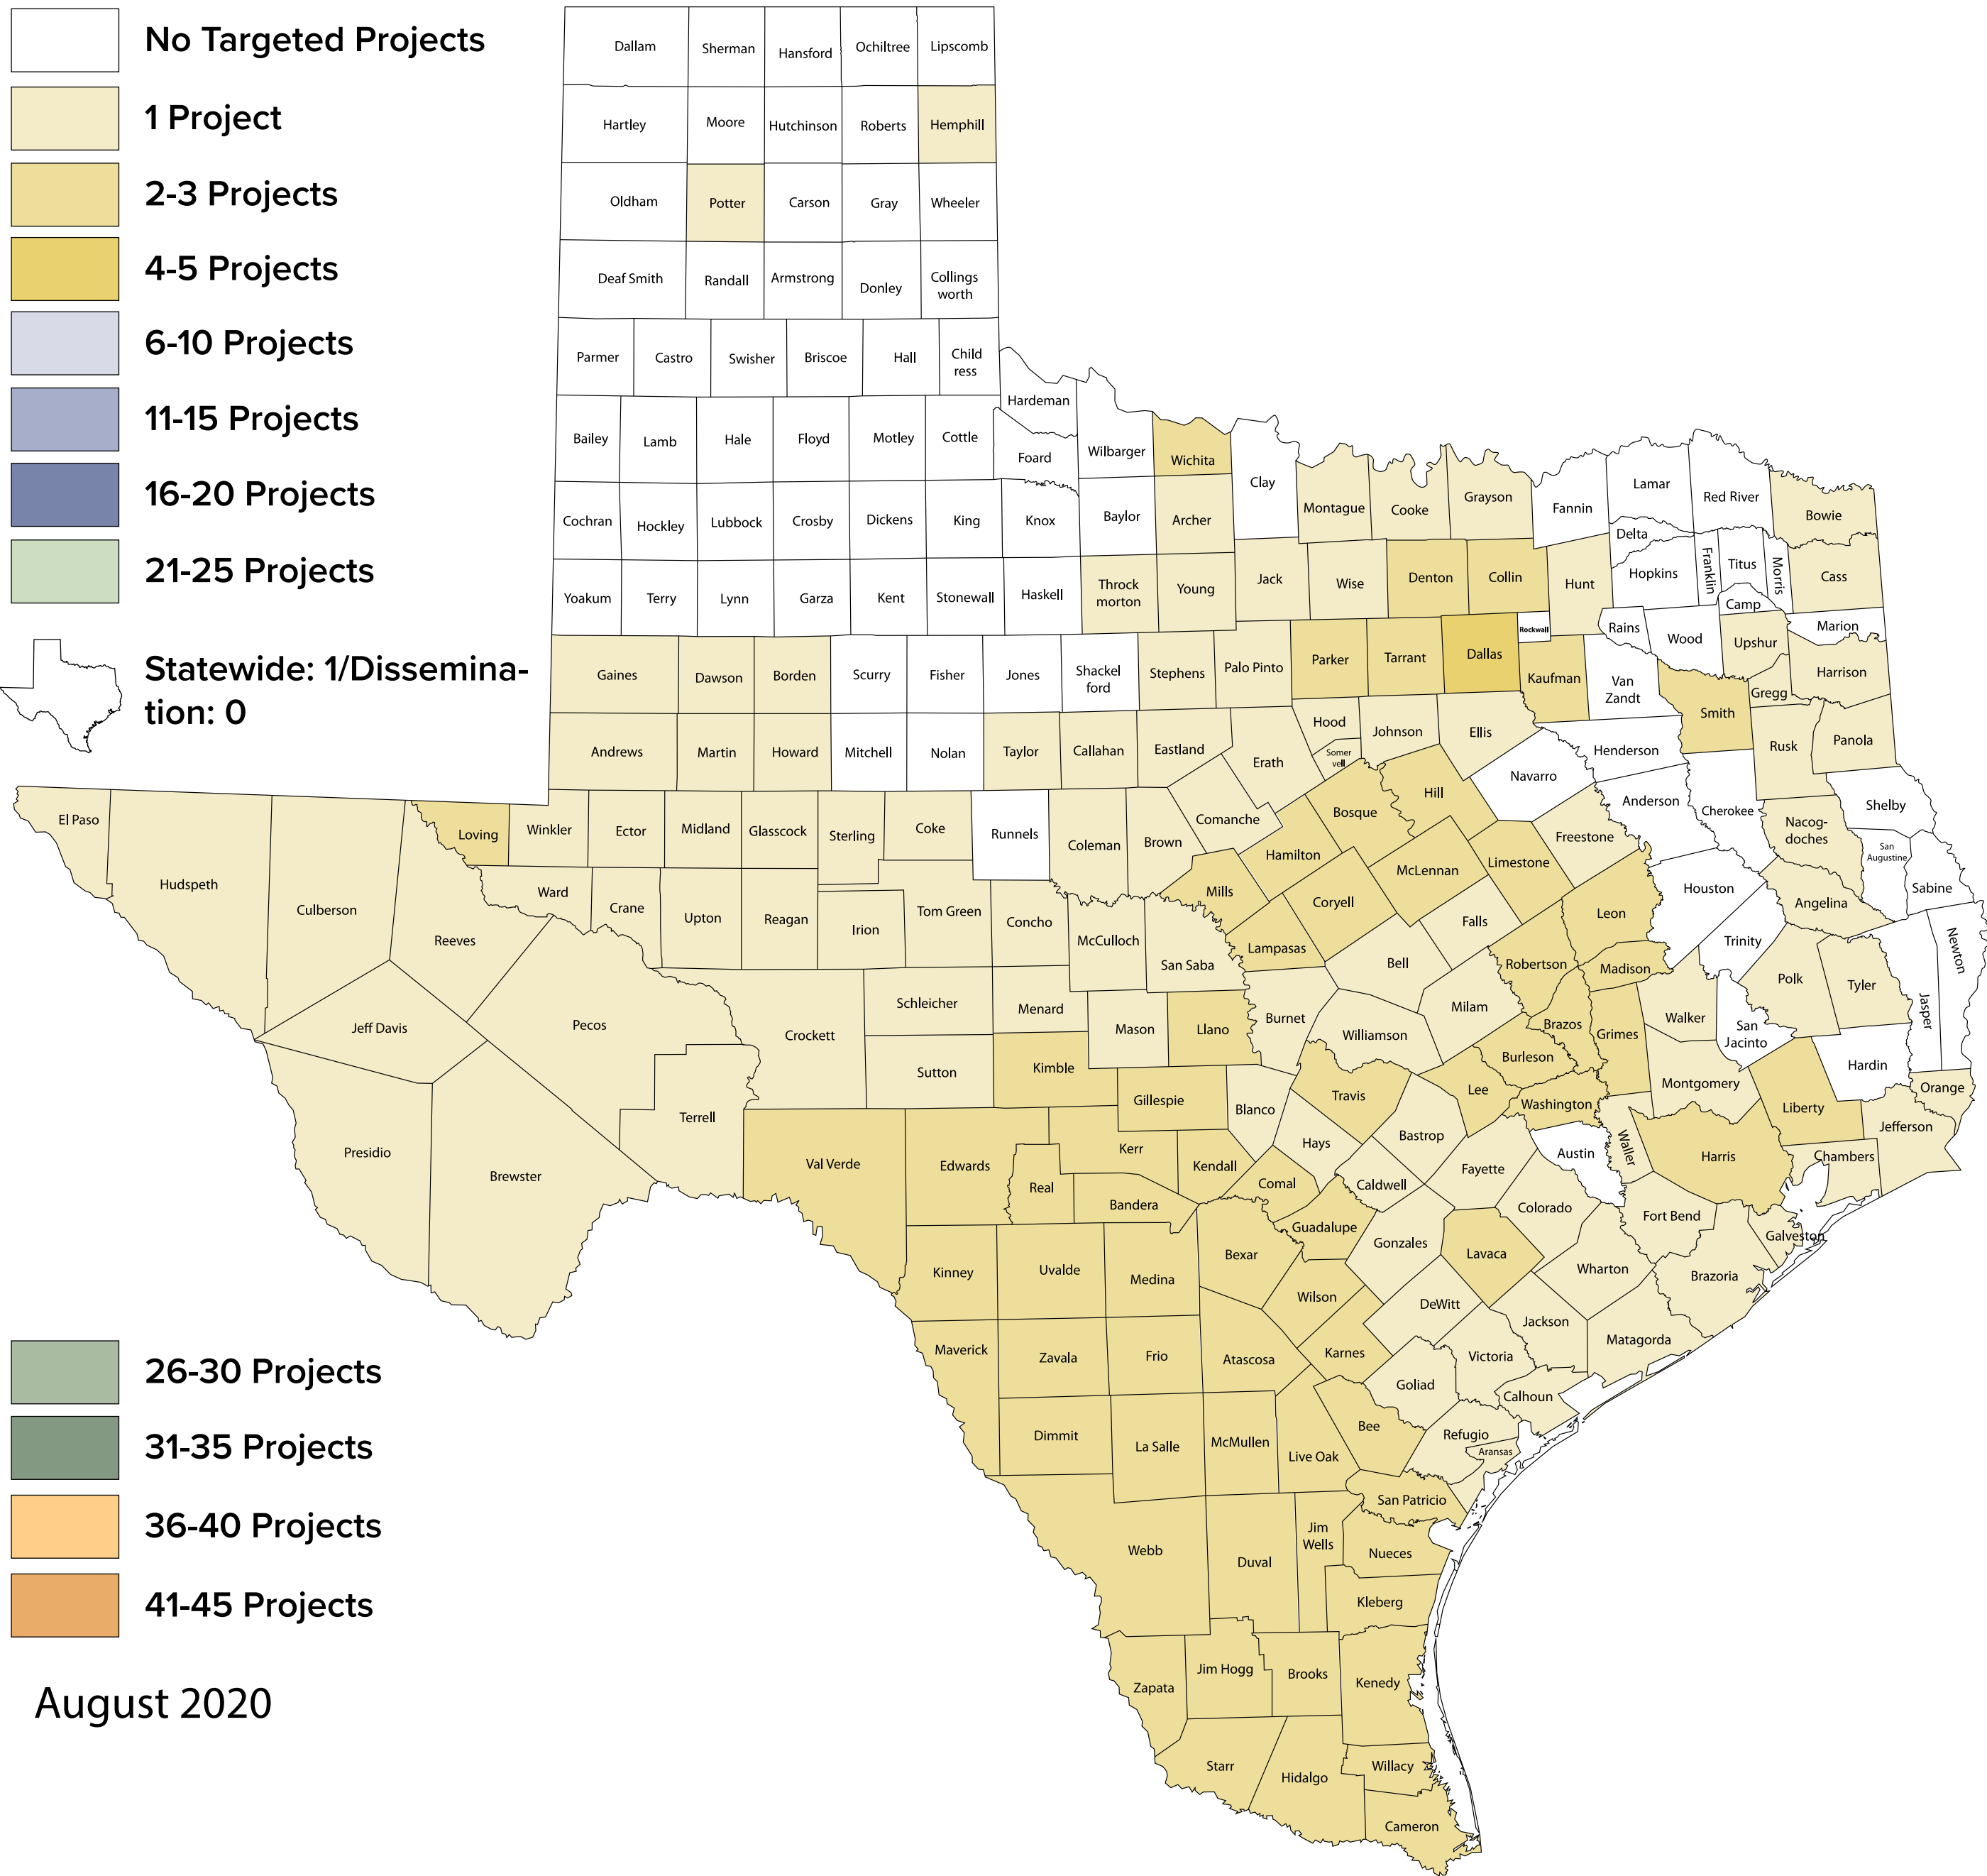 No Targeted Projects
1 Project
2-3 Projects
4-5 Projects
6-10 Projects
11-15 Projects
16-20 Projects
21-25 Projects
Statewide: 1/Dissemina-
tion: 0
26-30 Projects
31-35 Projects
36-40 Projects
41-45 Projects
August 2020
Dallam Sherman Hansford Ochiltree Lipscomb
Hartley Moore Hutchinson Roberts Hemphill
Oldham Potter Carson Gray Wheeler
Deaf Smith Randall Armstrong Donley Collings
worth
Parmer Castro Swisher Briscoe Hall Child
ress
Hardeman
Bailey Lamb Hale Floyd Motley Cottle Foard Wilbarger Wichita
Clay Montague Cooke Grayson Fannin Lamar Red River Bowie
Cochran Hockley Lubbock Crosby Dickens King Knox Baylor Archer
Delta Hopkins Franklin Titus Morris Cass
Camp
Yoakum Terry Lynn Garza Kent Stonewall Haskell Throck
morton Young Jack Wise Denton Collin Hunt
Rockwall Rains Wood Upshur Marion
Gaines Dawson Borden Scurry Fisher Jones Shackel
ford Stephens Palo Pinto Parker Tarrant Dallas Kaufman Van
Zandt Smith Gregg Harrison
Andrews Martin Howard Mitchell Nolan Taylor Callahan Eastland Erath Hood Somer
vell Johnson Ellis Henderson Rusk Panola
Navarro
El Paso Hudspeth Culberson Reeves Loving Winkler Ector Midland Glasscock Sterling Coke Runnels Coleman Brown Comanche
Bosque Hill Freestone Anderson Cherokee Nacog-
doches Shelby
San
Augustine Sabine
Hamilton McLennan Limestone
Ward Crane Upton Reagan Irion Tom Green Concho McCulloch San Saba Mills Lampasas Coryell
Falls Leon Houston Angelina
Bell Robertson Madison Trinity Polk Tyler Jasper Newton
Jeff Davis Pecos Crockett Schleicher Menard Mason Llano Burnet Williamson Milam
Brazos Grimes Walker San
Jacinto Hardin
Terrell Sutton Kimble Gillespie Blanco Travis Lee Burleson Washington Montgomery Liberty Orange
Jefferson
Presidio Brewster Val Verde Edwards Real Kerr Bandera Kendall Comal Hays Caldwell Bastrop Fayette Austin Waller Harris Chambers
Guadalupe Gonzales Lavaca Colorado Fort Bend Galveston
Kinney Uvalde Medina Bexar Wilson DeWitt Wharton Brazoria
Maverick Zavala Frio Atascosa Karnes Goliad Victoria Jackson Matagorda
Calhoun
Dimmit La Salle McMullen Live Oak Bee Refugio
Aransas
San Patricio
Webb Duval Jim
Wells Nueces
Kleberg
Zapata Jim Hogg Brooks Kenedy
Starr Hidalgo Willacy
Cameron